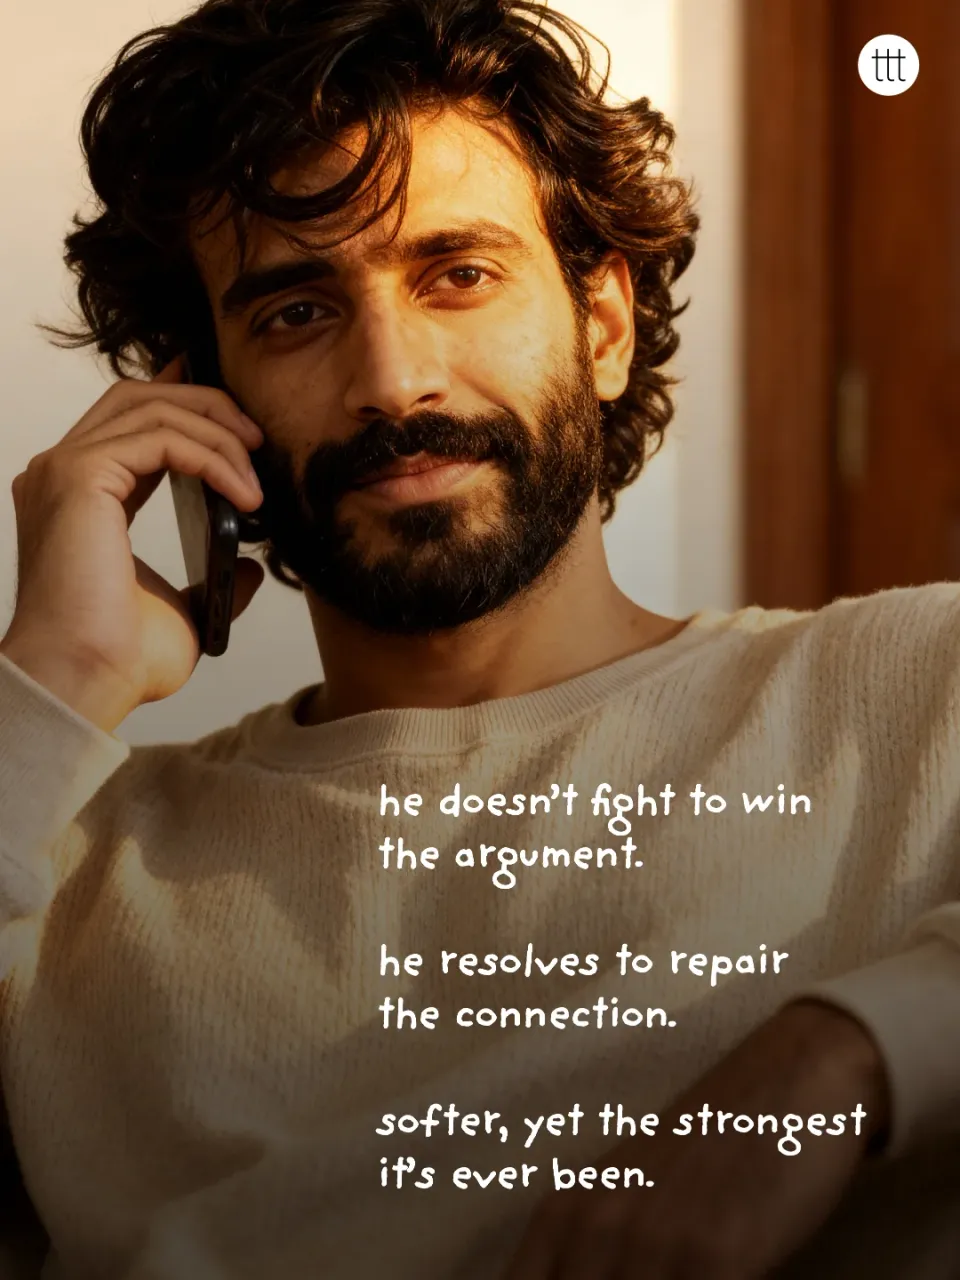 ttt
he doesn't fight to win
the argument.
he resolves to repair
the connection.
softer, yet the strongest
it's ever been.